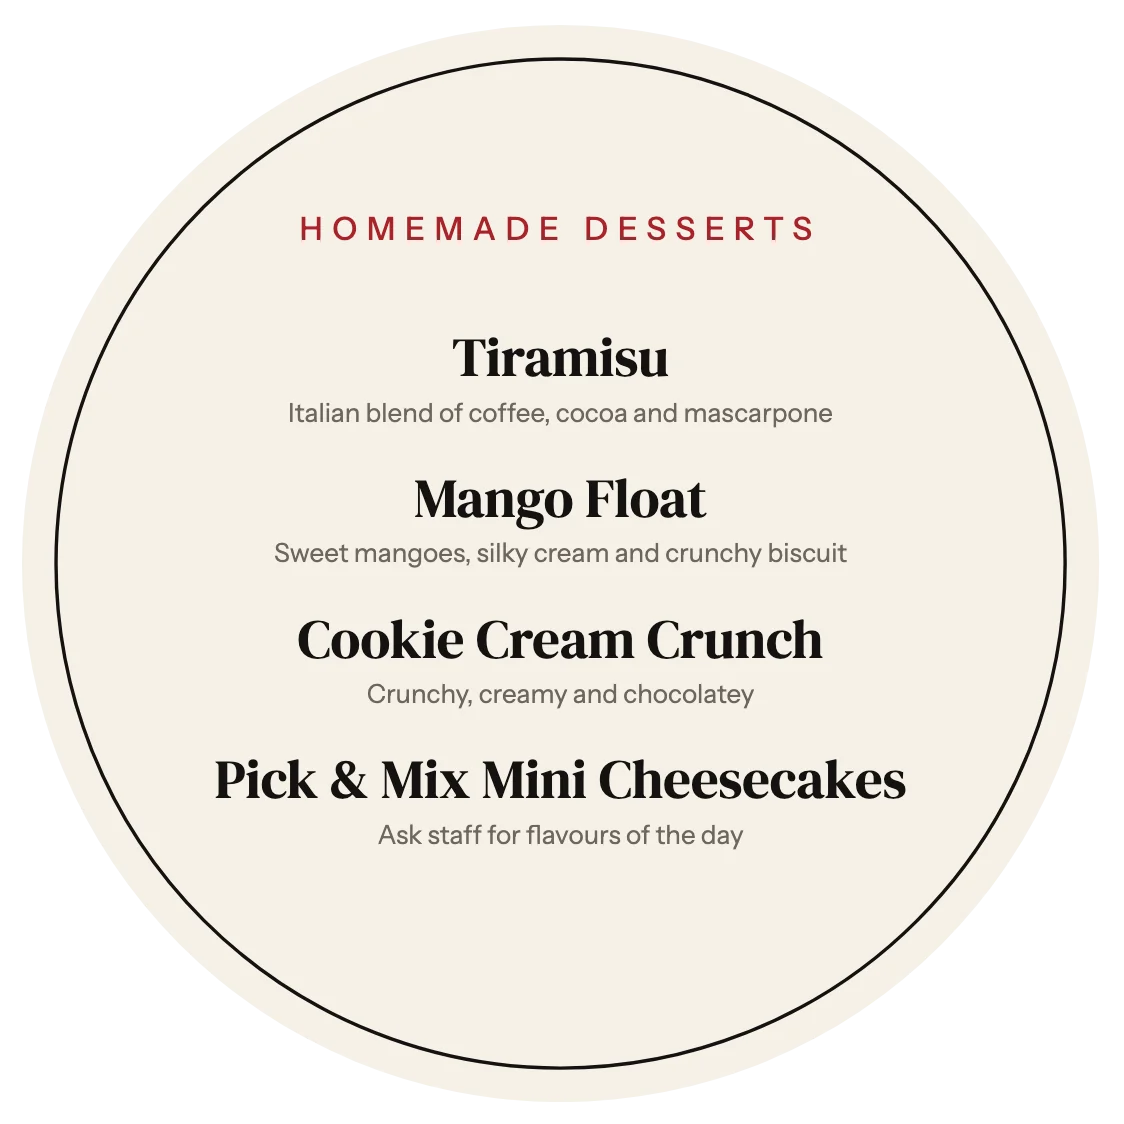 HOMEMADE DESSERTS
Tiramisu
Italian blend of coffee, cocoa and mascarpone
Mango Float
Sweet mangoes, silky cream and crunchy biscuit
Cookie Cream Crunch
Crunchy, creamy and chocolatey
Pick & Mix Mini Cheesecakes
Ask staff for flavours of the day